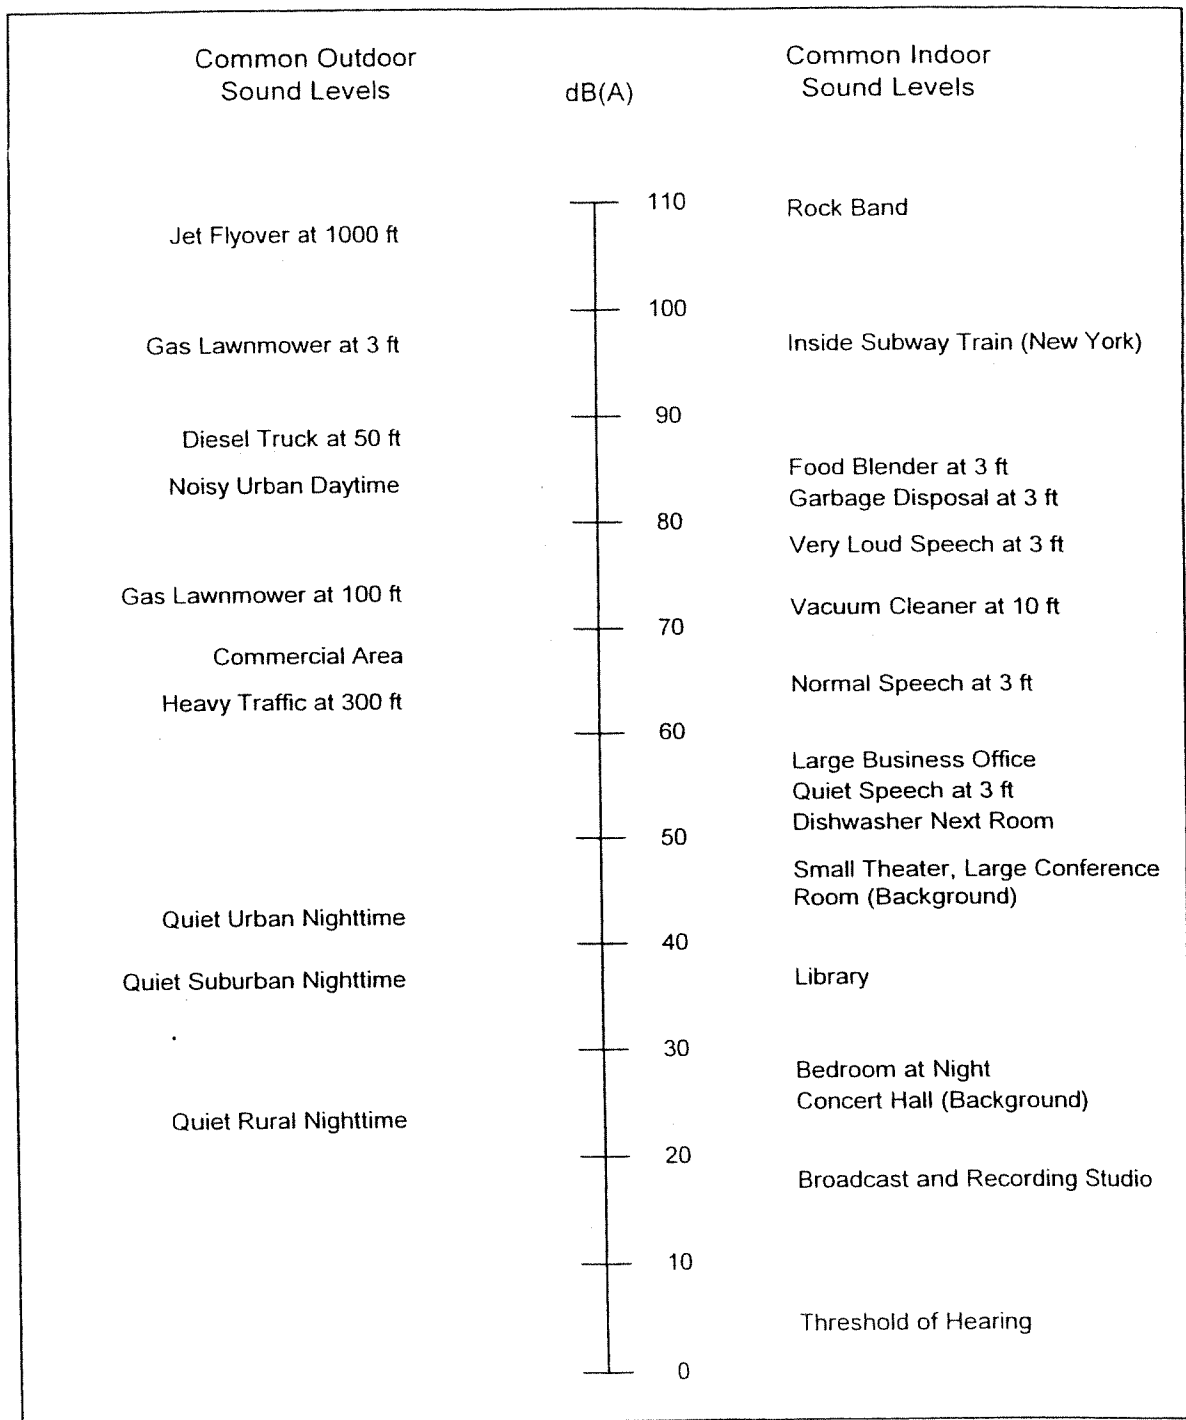 Common Outdoor
Sound Levels
dB(A)
Common Indoor
Sound Levels
110
Rock Band
Jet Flyover at 1000 ft
100
Gas Lawnmower at 3 ft
Inside Subway Train (New York)
90
Diesel Truck at 50 ft
Food Blender at 3 ft
Noisy Urban Daytime
Garbage Disposal at 3 ft
80
Very Loud Speech at 3 ft
Gas Lawnmower at 100 ft
Vacuum Cleaner at 10 ft
70
Commercial Area
Normal Speech at 3 ft
Heavy Traffic at 300 ft
60
Large Business Office
Quiet Speech at 3 ft
Dishwasher Next Room
50
Small Theater, Large Conference
Room (Background)
Quiet Urban Nighttime
40
Quiet Suburban Nighttime
Library
30
Bedroom at Night
Concert Hall (Background)
Quiet Rural Nighttime
20
Broadcast and Recording Studio
10
Threshold of Hearing
0